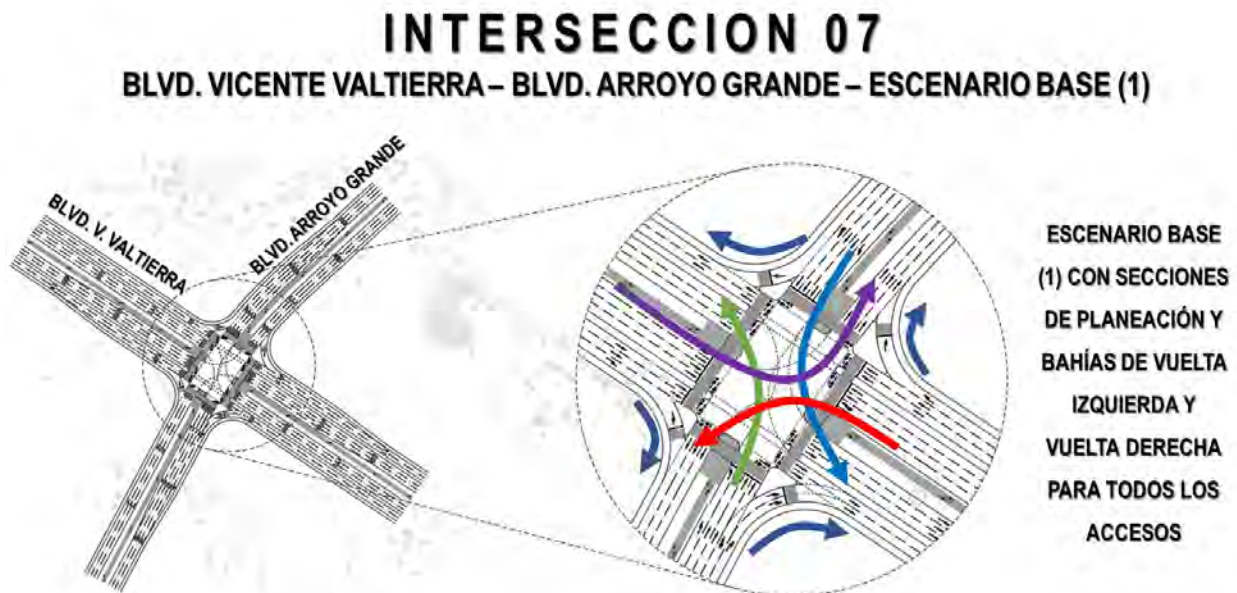 INTERSECCION 07
BLVD. VICENTE VALTIERRA – BLVD. ARROYO GRANDE – ESCENARIO BASE (1)
BLVD. V. VALTIERRA
BLVD. ARROYO GRANDE
ESCENARIO BASE
(1) CON SECCIONES
DE PLANEACIÓN Y
BAHÍAS DE VUELTA
IZQUIERDA Y
VUELTA DERECHA
PARA TODOS LOS
ACCESOS